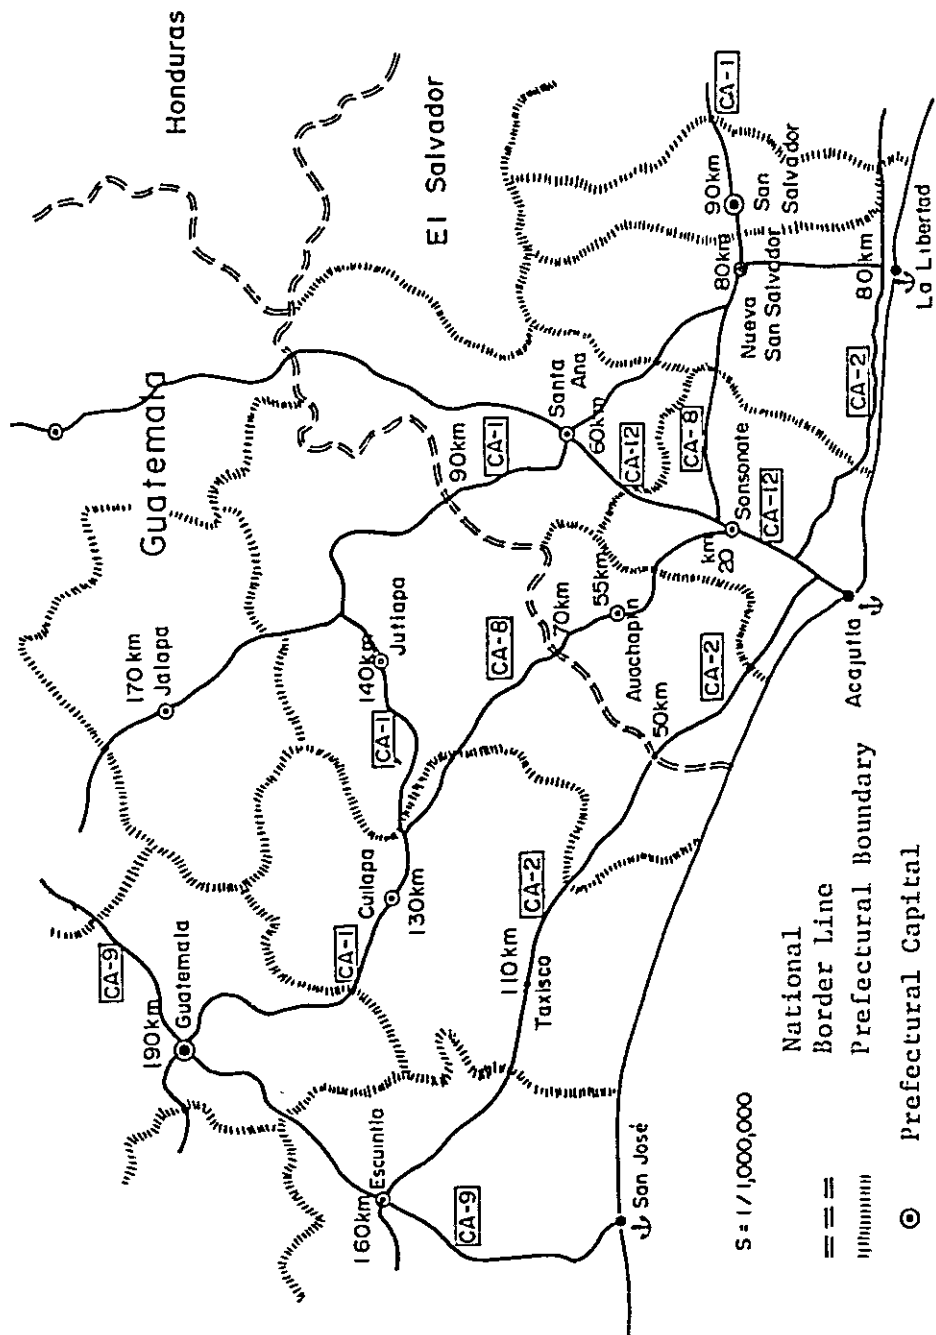 Honduras
Guatemala
170km
Jalapa
CA-9
190km
Guatemala
El Salvador
CA-1
Cuilapa
130km
140km
Jutiapa
CA-1
90km
CA-1
160km
Escuintla
CA-9
CA-8
Santa
Ana
60km
CA-12
110km
Taxisco
CA-2
70km
55km
Auachapan
50km
CA-2
km
20
Sonsonate
CA-12
CA-8
80km
Nueva
San Salvador
90km
San
Salvador
CA-1
San José
Acajutla
CA-2
80km
La Libertad
S = 1/1,000,000
National
Border Line
Prefectural Boundary
Prefectural Capital